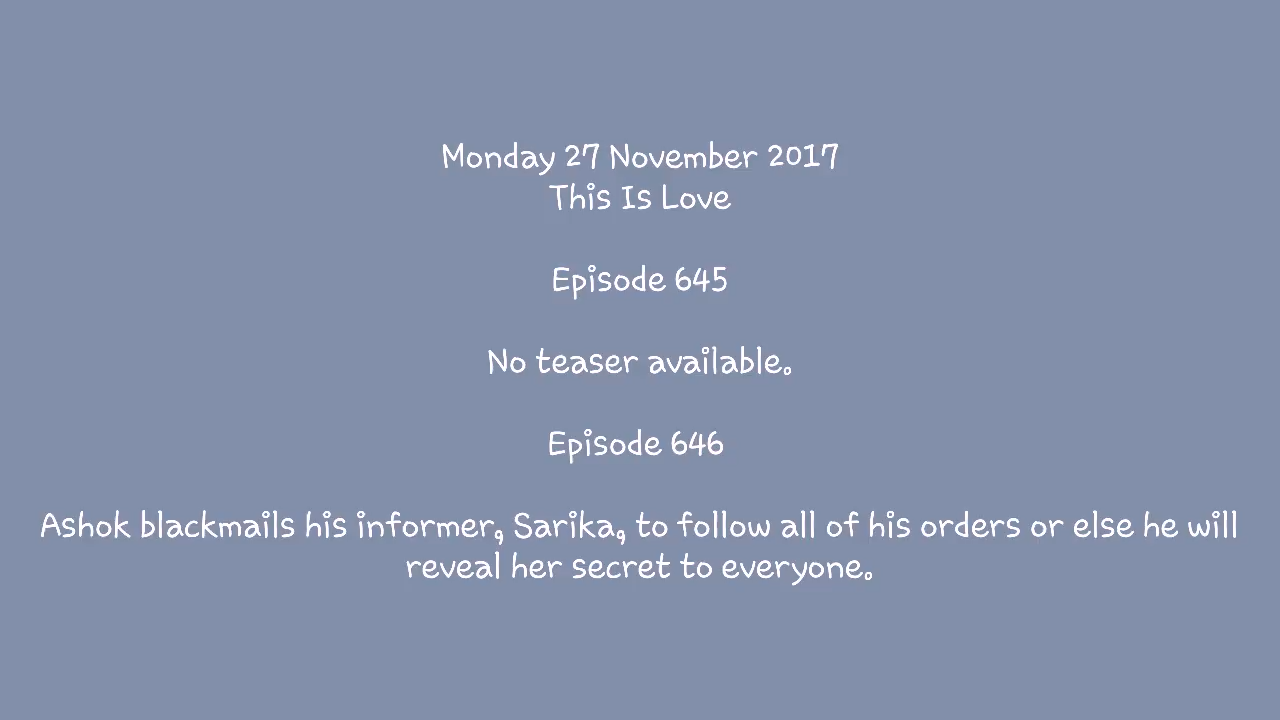 Monday 27 November 2017
This Is Love
Episode 645
No teaser available.
Episode 646
Ashok blackmails his informer, Sarika, to follow all of his orders or else he will
reveal her secret to everyone.